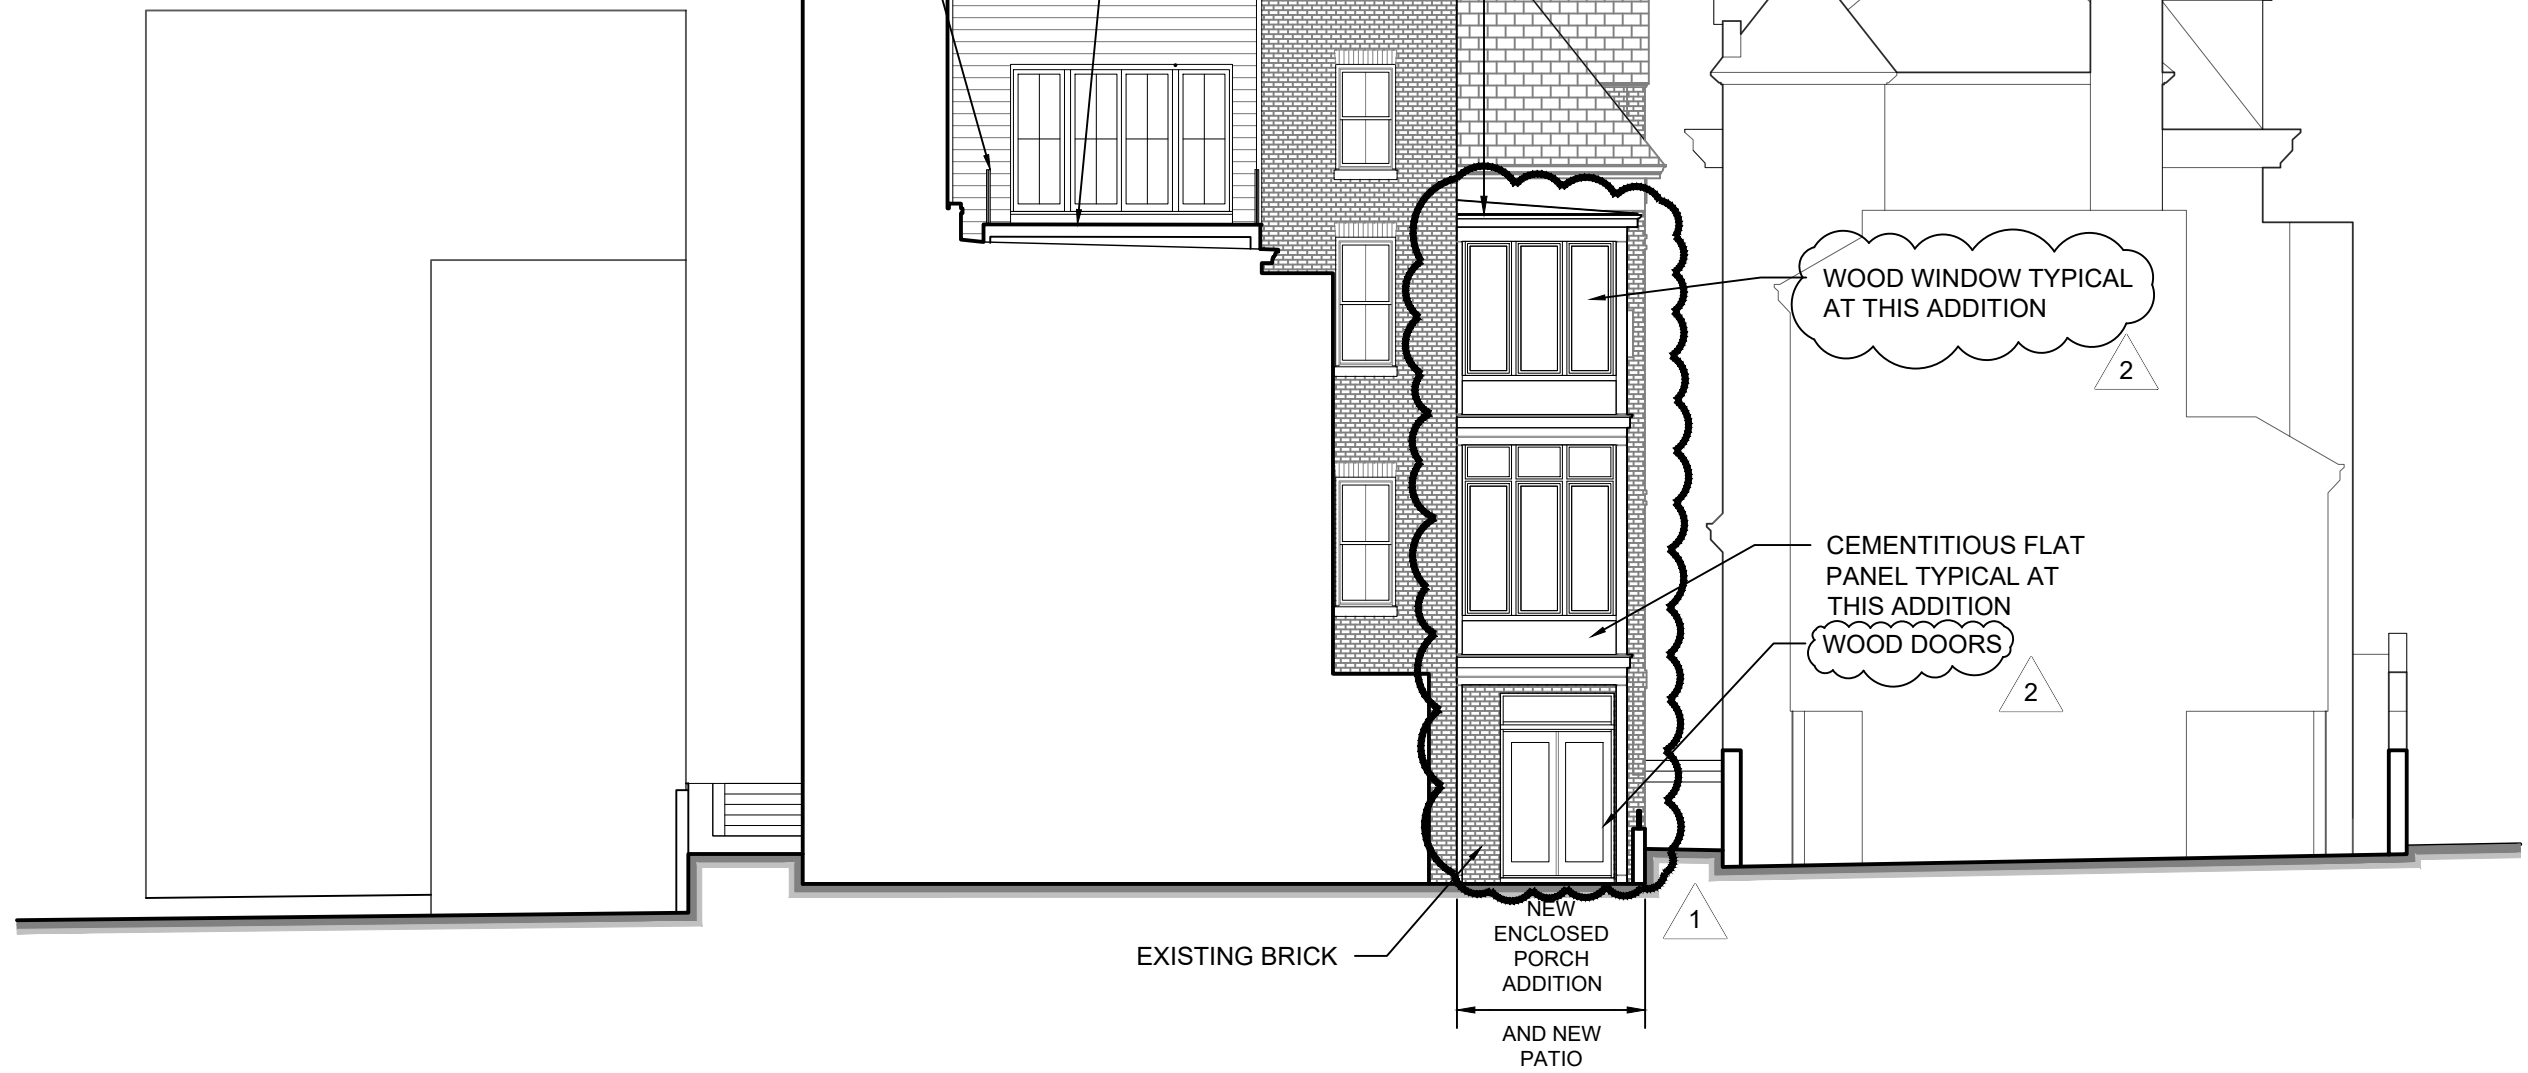 WOOD WINDOW TYPICAL
AT THIS ADDITION
2
CEMENTITIOUS FLAT
PANEL TYPICAL AT
THIS ADDITION
WOOD DOORS
2
1
EXISTING BRICK
NEW
ENCLOSED
PORCH
ADDITION
AND NEW
PATIO